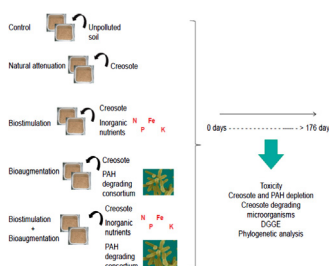 Control
Unpolluted
soil
Natural attenuation
Creosote
Biostimulation
Creosote
Inorganic
nutrients
N Fe
P K
Bioaugmentation
Creosote
PAH
degrading
consortium
Biostimulation
+
Bioaugmentation
Creosote
Inorganic
nutrients
N Fe
P K
PAH
degrading
consortium
0 days
> 176 days
Toxicity
Creosote and PAH depletion
Creosote degrading
microorganisms
DGGE
Phylogenetic analysis